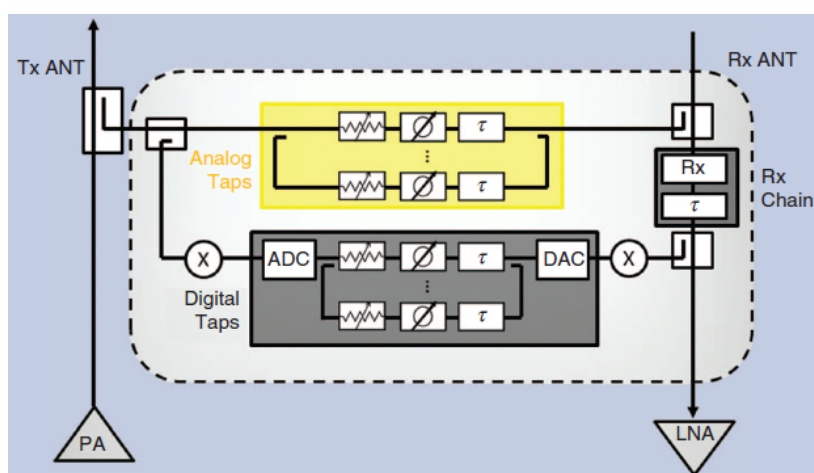 Tx ANT
Rx ANT
τ
Analog
Taps
τ
Rx
τ
Rx
Chain
X
ADC
τ
DAC
X
Digital
Taps
τ
PA
LNA